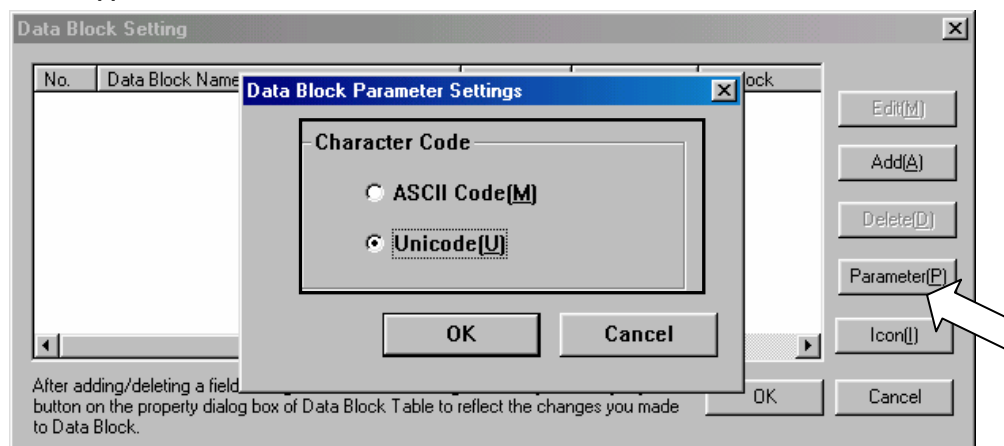 Data Block Setting
No. Data Block Name ock
Data Block Parameter Settings
Character Code
ASCII Code(M)
Unicode(U)
OK Cancel
Edit(M)
Add(A)
Delete(D)
Parameter(P)
Icon(I)
After adding/deleting a field
button on the property dialog box of Data Block Table to reflect the changes you made
to Data Block.
OK Cancel